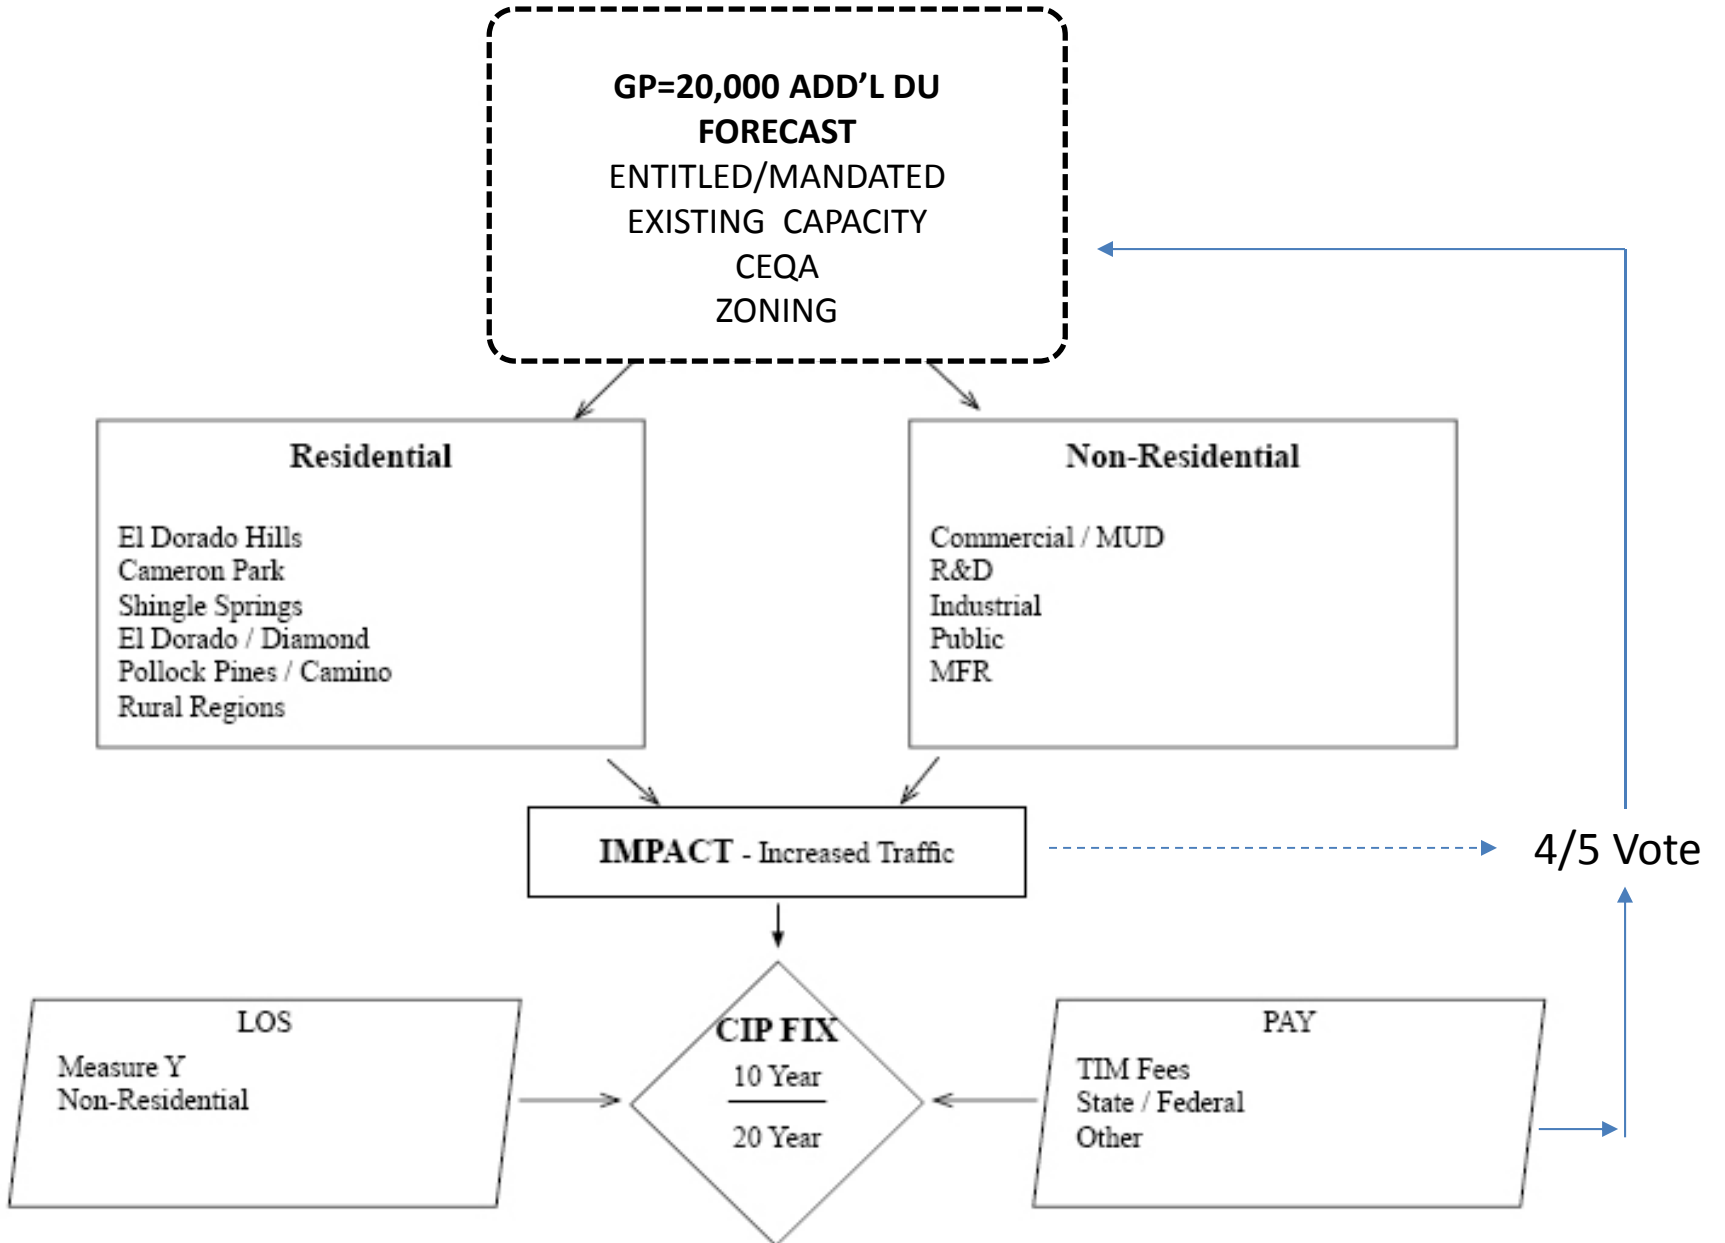 GP=20,000 ADD’L DU
FORECAST
ENTITLED/MANDATED
EXISTING CAPACITY
CEQA
ZONING
Residential
El Dorado Hills
Cameron Park
Shingle Springs
El Dorado / Diamond
Pollock Pines / Camino
Rural Regions
Non-Residential
Commercial / MUD
R&D
Industrial
Public
MFR
IMPACT - Increased Traffic
4/5 Vote
LOS
Measure Y
Non-Residential
CIP FIX
10 Year
20 Year
PAY
TIM Fees
State / Federal
Other